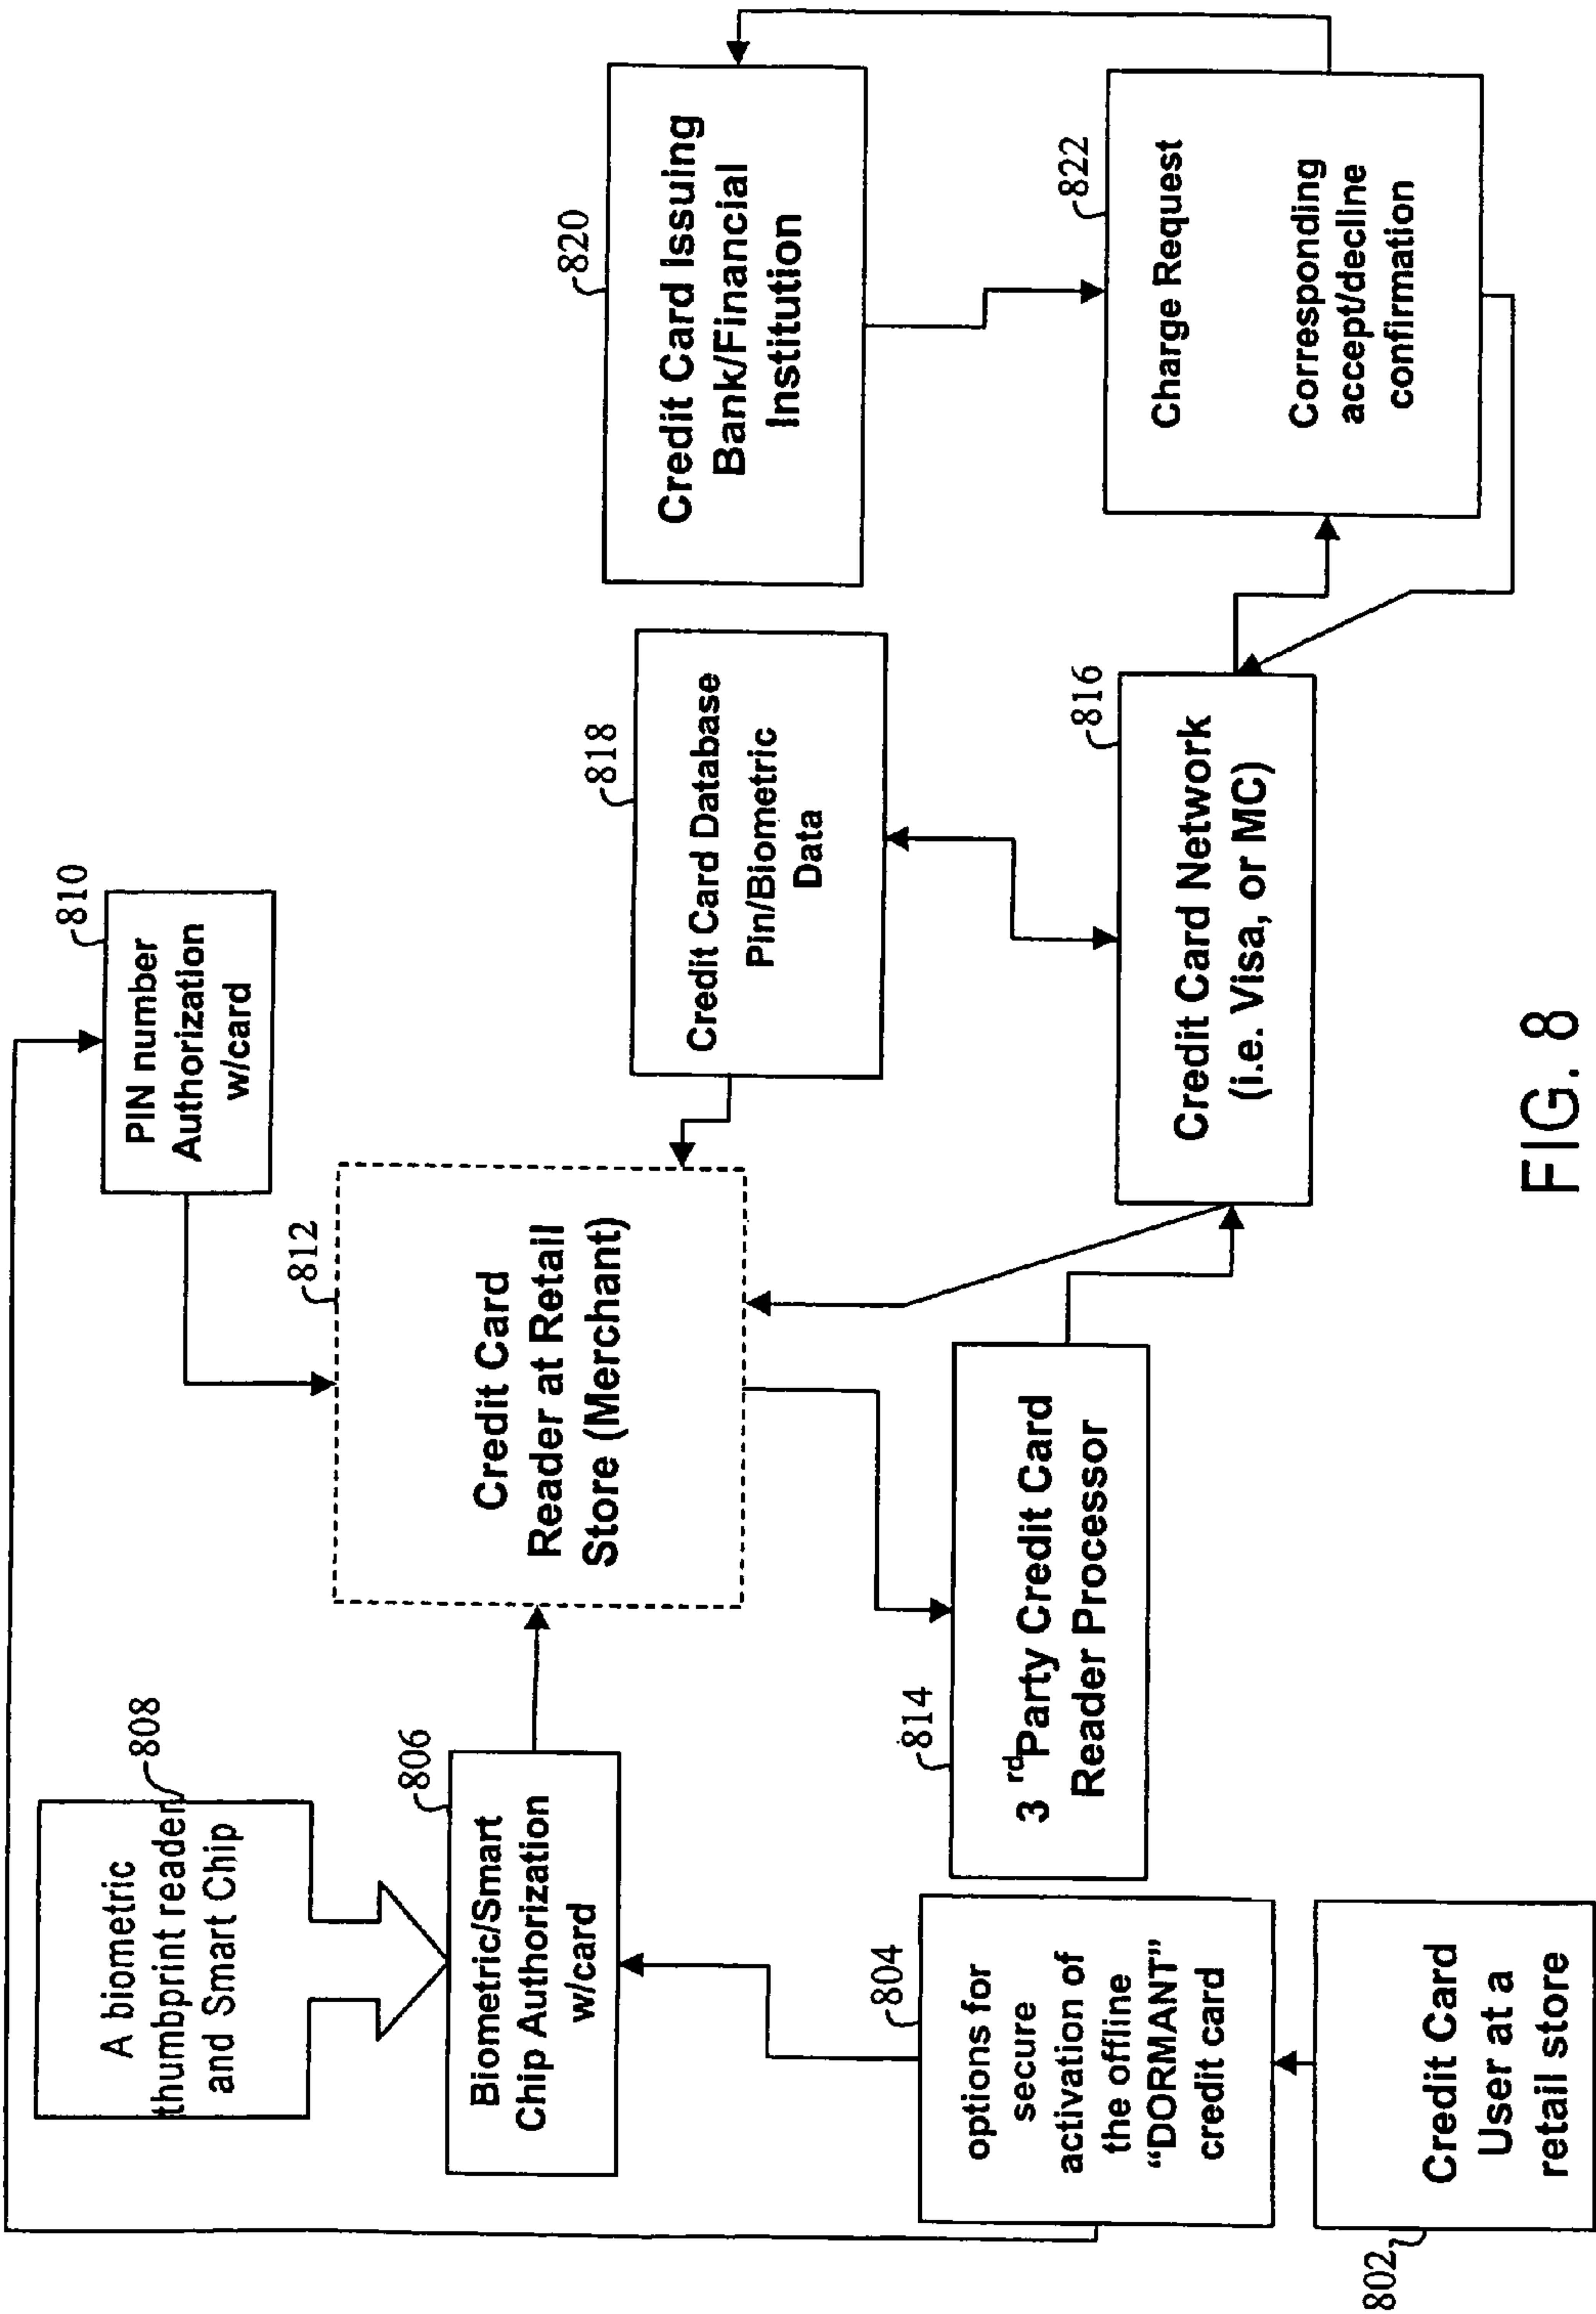 A biometric
thumbprint reader
and Smart Chip
808
PIN number
Authorization
w/card
810
Biometric/Smart
Chip Authorization
w/card
806
Credit Card
Reader at Retail
Store (Merchant)
812
Credit Card Database
Pin/Biometric
Data
818
Credit Card Issuing
Bank/Financial
Institution
820
options for
secure
activation of
the offline
“DORMANT”
credit card
804
3 rd Party Credit Card
Reader Processor
814
Credit Card Network
(i.e. Visa, or MC)
816
Charge Request
Corresponding
accept/decline
confirmation
822
Credit Card
User at a
retail store
802
FIG. 8